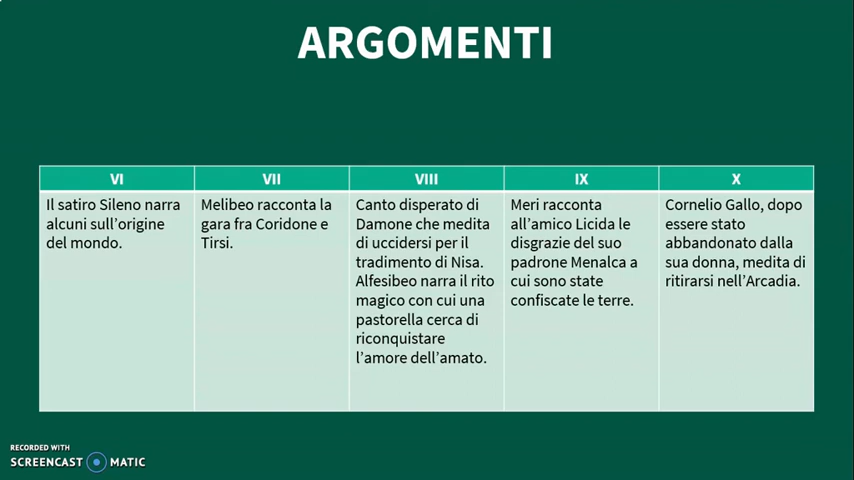 ARGOMENTI
VI
VII
VIII
IX
X
Il satiro Sileno narra
alcuni sull'origine
del mondo.
Melibeo racconta la
gara fra Coridone e
Tirsi.
Canto disperato di
Damone che medita
di uccidersi per il
tradimento di Nisa.
Alfesibeo narra il rito
magico con cui una
pastorella cerca di
riconquistare
l'amore dell'amato.
Meri racconta
all'amico Licida le
disgrazie del suo
padrone Menalca a
cui sono state
confiscate le terre.
Cornelio Gallo, dopo
essere stato
abbandonato dalla
sua donna, medita di
ritirarsi nell'Arcadia.
RECORDED WITH
SCREENCAST MATIC